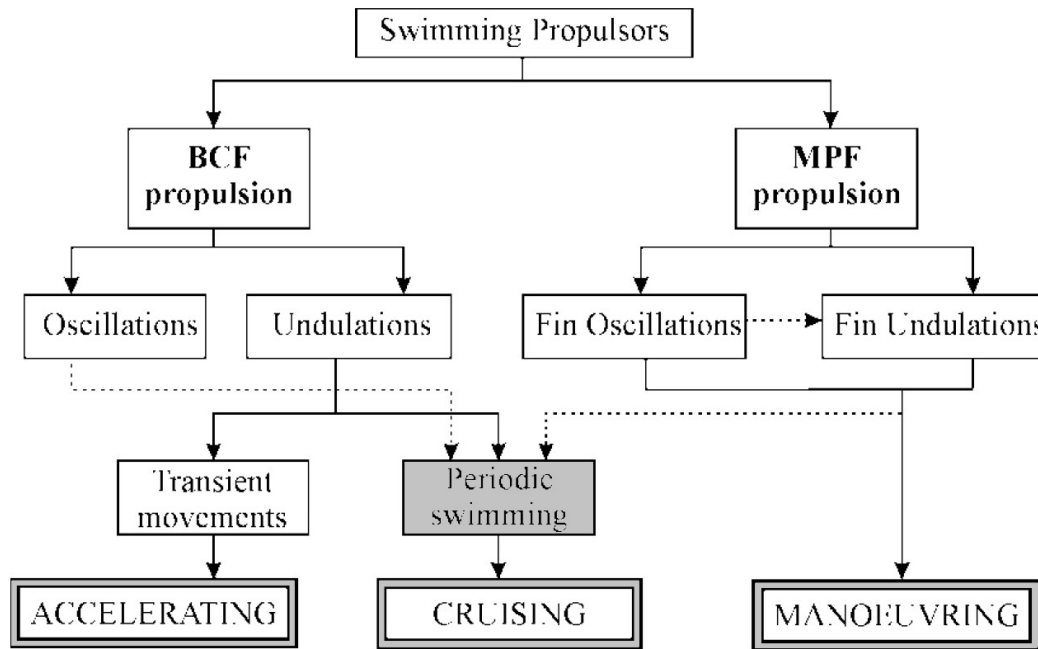 Swimming Propulsors
BCF
propulsion
MPF
propulsion
Oscillations
Undulations
Fin Oscillations
Fin Undulations
Transient
movements
Periodic
swimming
ACCELERATING
CRUISING
MANOEUVRING